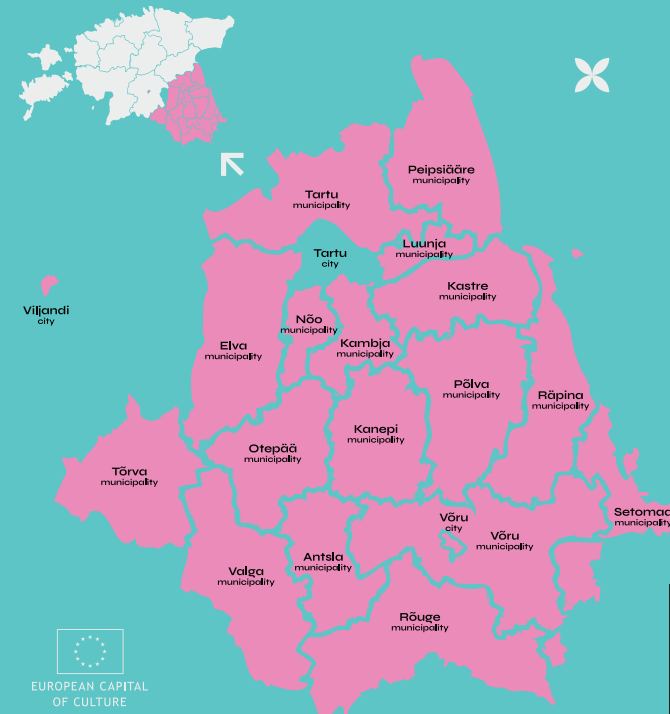 Peipsiääre
municipality
Tartu
municipality
Luunja
municipality
Tartu
city
Kastre
municipality
Viljandi
city
Nõo
municipality
Kambja
municipality
Elva
municipality
Põlva
municipality
Räpina
municipality
Kanepi
municipality
Otepää
municipality
Tõrva
municipality
Setomaa
municipality
Võru
city
Võru
municipality
Antsla
municipality
Valga
municipality
Rõuge
municipality
EUROPEAN CAPITAL
OF CULTURE